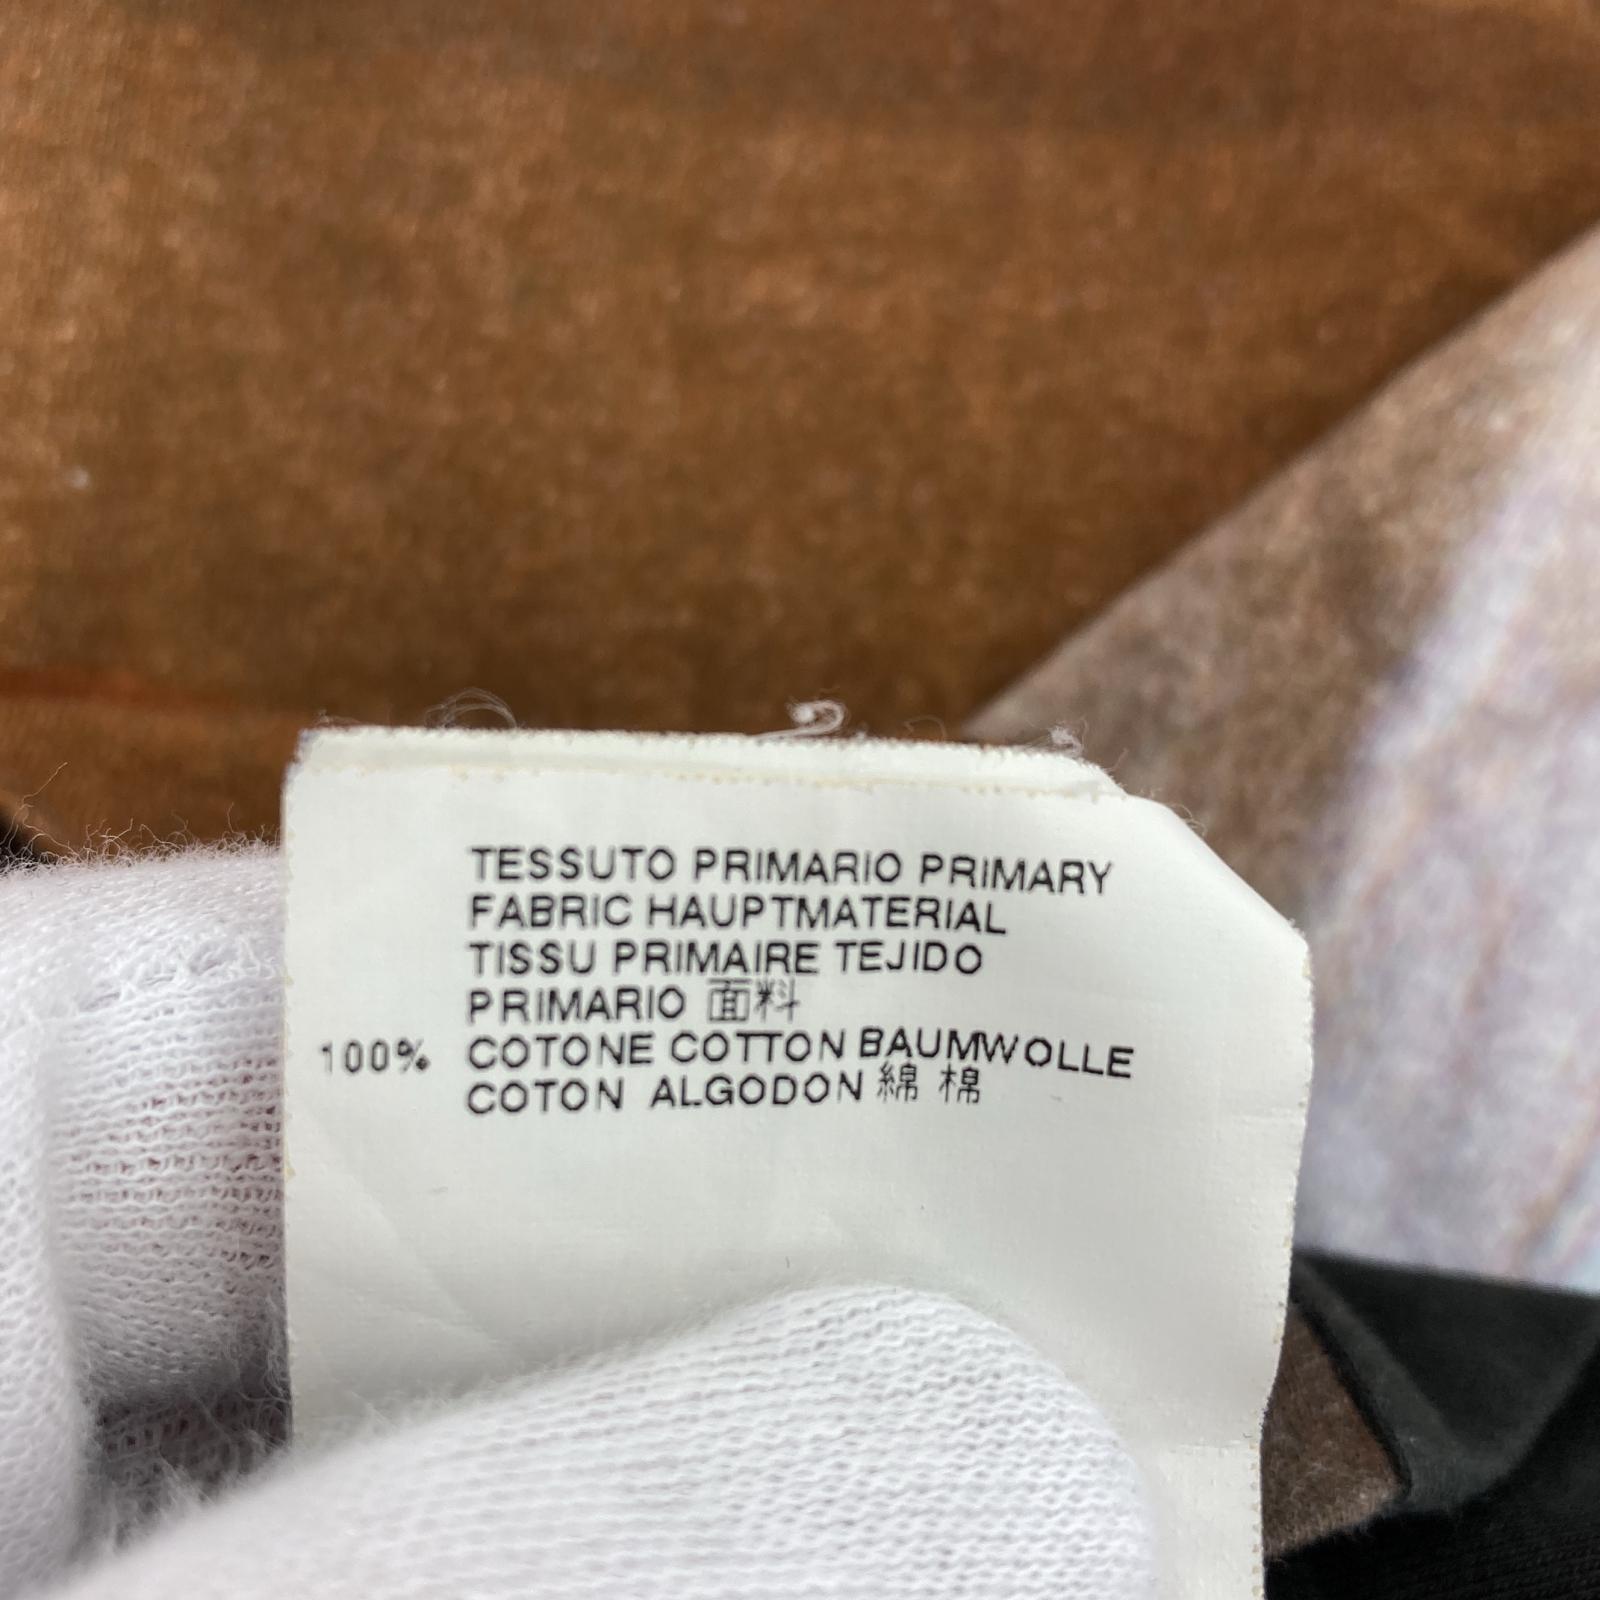 TESSUTO PRIMARIO PRIMARY
FABRIC HAUPTMATERIAL
TISSU PRIMAIRE TEJIDO
PRIMARIO 面料
100% COTONE COTTON BAUMWOLLE
COTON ALGODON 綿 棉